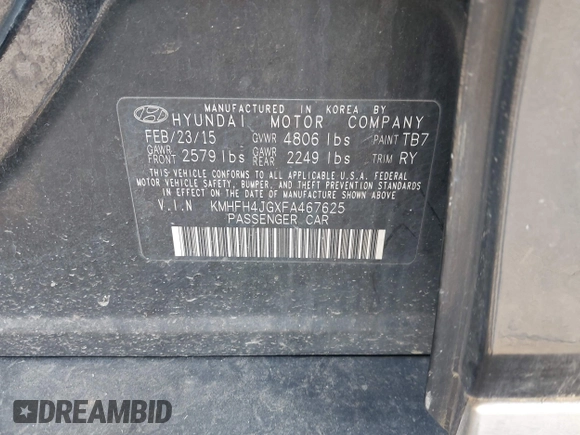 MANUFACTURED IN KOREA BY
HYUNDAI MOTOR COMPANY
FEB/23/15 GVWR 4806 lbs PAINT TB7
GAWR FRONT 2579 lbs GAWR REAR 2249 lbs TRIM RY
THIS VEHICLE CONFORMS TO ALL APPLICABLE U.S.A. FEDERAL
MOTOR VEHICLE SAFETY, BUMPER, AND THEFT PREVENTION STANDARDS
IN EFFECT ON THE DATE OF MANUFACTURE SHOWN ABOVE.
V.I.N KMHFH4JGXFA467625
PASSENGER CAR
DREAMBID